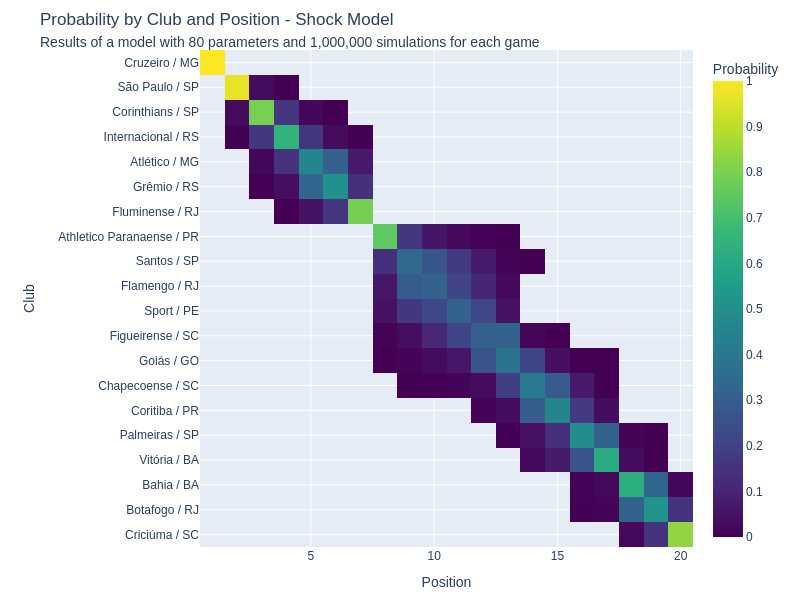 Probability by Club and Position - Shock Model
Results of a model with 80 parameters and 1,000,000 simulations for each game
Probability
Cruzeiro / MG
São Paulo / SP
Corinthians / SP
Internacional / RS
Atlético / MG
Grêmio / RS
Fluminense / RJ
Athletico Paranaense / PR
Santos / SP
Flamengo / RJ
Sport / PE
Figueirense / SC
Goiás / GO
Chapecoense / SC
Coritiba / PR
Palmeiras / SP
Vitória / BA
Bahia / BA
Botafogo / RJ
Criciúma / SC
Club
5
10
15
20
Position
1
0.9
0.8
0.7
0.6
0.5
0.4
0.3
0.2
0.1
0